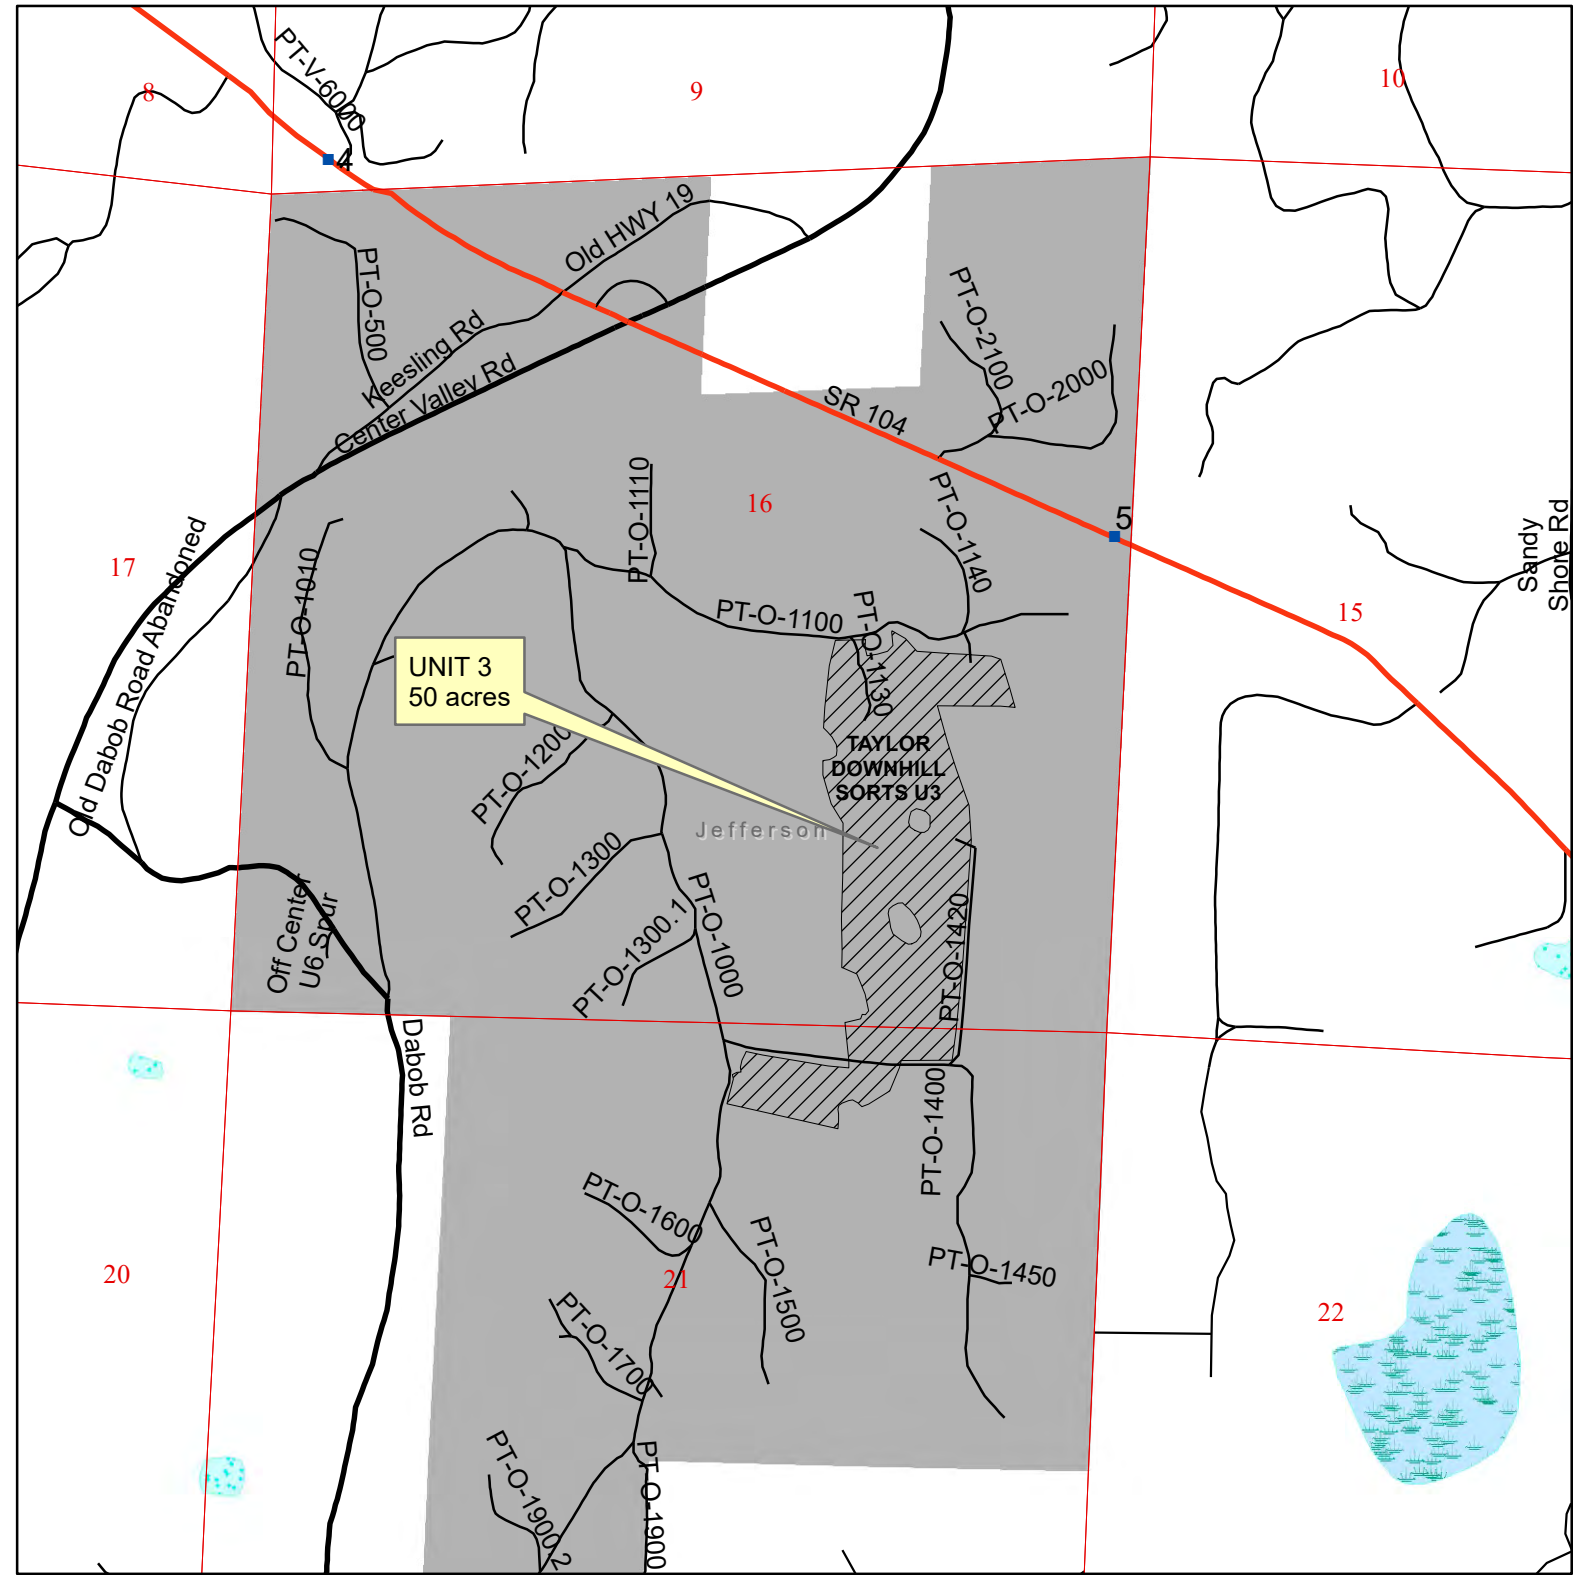 PT-V-6000
8
9
10
4
Old HWY 19
PT-O-500
Keesling Rd
Center Valley Rd
PT-O-2100
PT-O-2000
SR 104
PT-O-1110
16
PT-O-1140
5
Sandy
Shore Rd
17
Old Dabob Road Abandoned
PT-O-1010
PT-O-1100
PT-O-1130
15
UNIT 3
50 acres
TAYLOR
DOWNHILL
SORTS U3
PT-O-1200
Jefferson
PT-O-1300
PT-O-1300.1
PT-O-1000
PT-O-1420
Off Center
U6 Spur
Dabob Rd
PT-O-1400
PT-O-1600
PT-O-1500
PT-O-1450
20
21
22
PT-O-1700
PT-O-1900.2
PT-O-1900